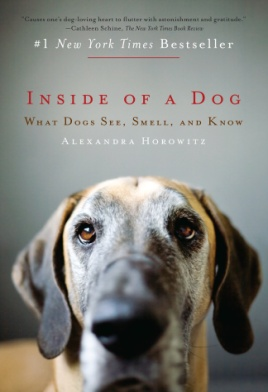 "Causes one's dog-loving heart to flutter with astonishment and gratitude."
—Cathleen Schine, The New York Times Book Review
#1 New York Times Bestseller
INSIDE OF A DOG
WHAT DOGS SEE, SMELL, AND KNOW
ALEXANDRA HOROWITZ